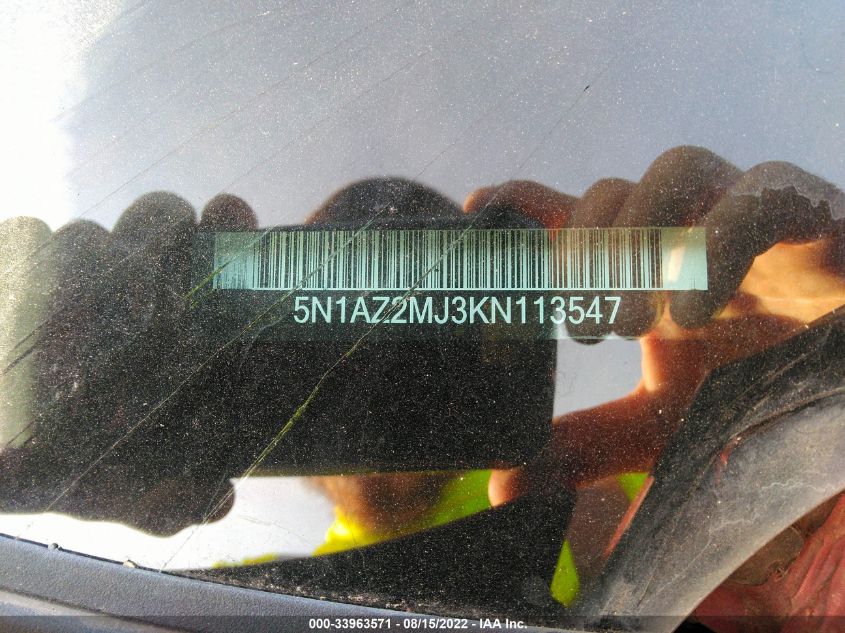 5N1AZ2MJ3KN113547
000-33963571 - 08/15/2022 - IAA Inc.